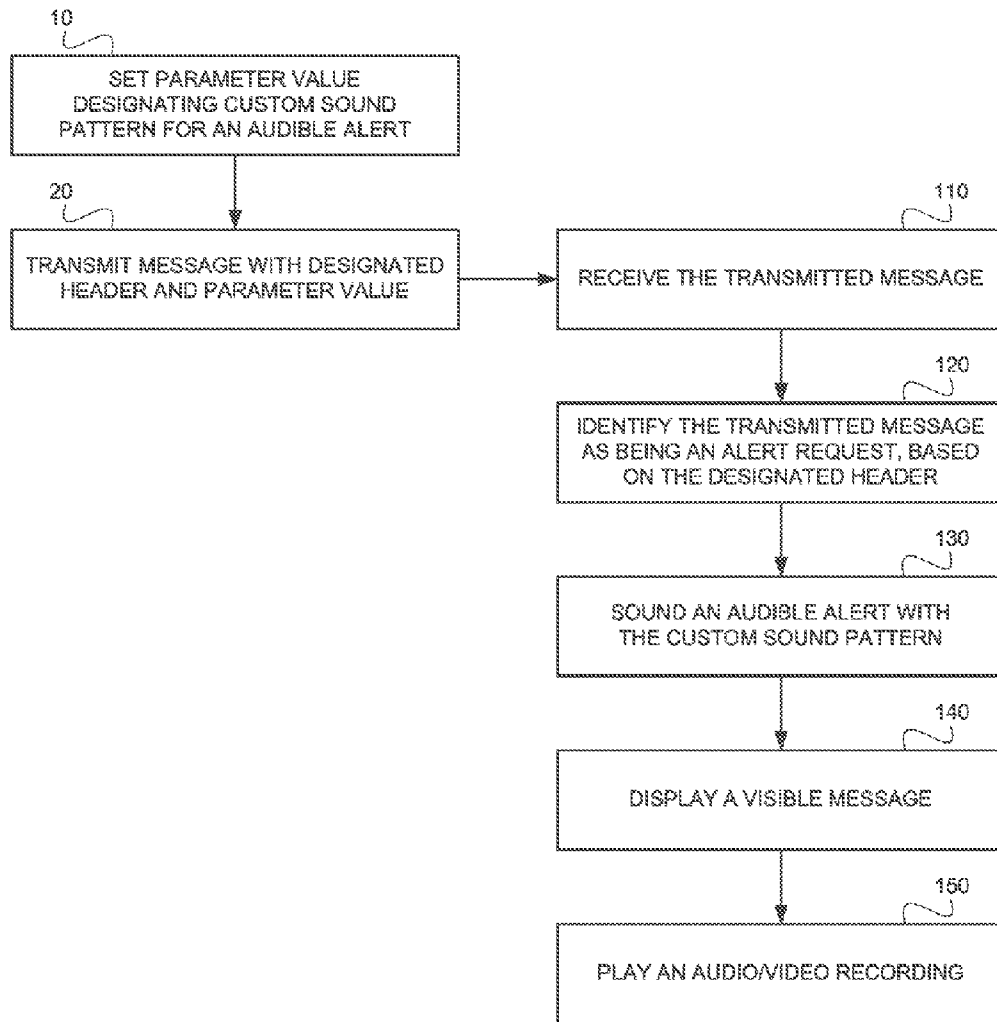 10
SET PARAMETER VALUE
DESIGNATING CUSTOM SOUND
PATTERN FOR AN AUDIBLE ALERT
20
TRANSMIT MESSAGE WITH DESIGNATED
HEADER AND PARAMETER VALUE
110
RECEIVE THE TRANSMITTED MESSAGE
120
IDENTIFY THE TRANSMITTED MESSAGE
AS BEING AN ALERT REQUEST, BASED
ON THE DESIGNATED HEADER
130
SOUND AN AUDIBLE ALERT WITH
THE CUSTOM SOUND PATTERN
140
DISPLAY A VISIBLE MESSAGE
150
PLAY AN AUDIO/VIDEO RECORDING